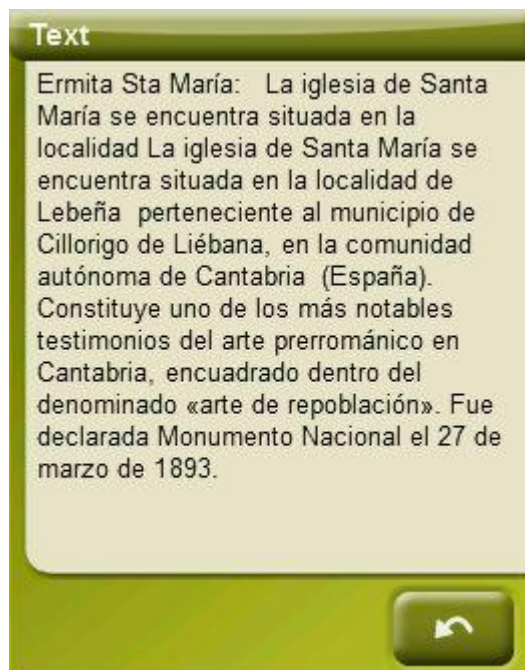 Text
Ermita Sta María:   La iglesia de Santa
María se encuentra situada en la
localidad La iglesia de Santa María se
encuentra situada en la localidad de
Lebeña  perteneciente al municipio de
Cillorigo de Liébana, en la comunidad
autónoma de Cantabria  (España).
Constituye uno de los más notables
testimonios del arte prerrománico en
Cantabria, encuadrado dentro del
denominado «arte de repoblación». Fue
declarada Monumento Nacional el 27 de
marzo de 1893.